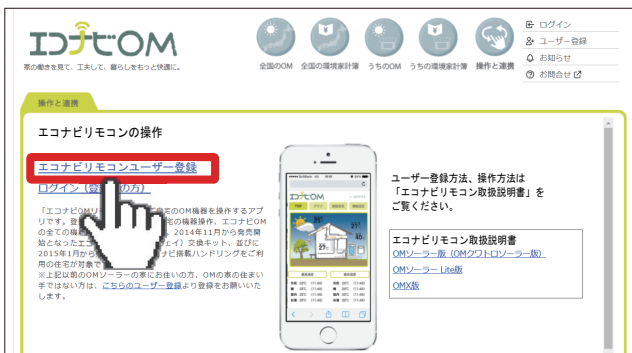 エコナビOM
家の働きを見て、工夫して、暮らしをもっと快適に。
全国のOM
全国の環境家計簿
うちのOM
うちの環境家計簿
操作と連携
ログイン
ユーザー登録
お知らせ
お問合せ
操作と連携
エコナビリモコンの操作
エコナビリモコンユーザー登録
ログイン（登
の方）
「エコナビOMリ
自宅のOM機器を操作するアプ
リです。登
宅の機器操作、エコナビOM
の全ての機
、2014年11月から発売開
始となったエコ
ェイ）交換キット、並びに
2015年1月から
ナビ搭載ハンドリングをご利
用の住宅が対象で
※上記以前のOMソーラーの家にお住いの方、OMの家の住まい
手ではない方は、こちらのユーザー登録より登録をお願いいた
します。
TOP
ユーザー登録方法、操作方法は
「エコナビリモコン取扱説明書」を
ご覧ください。
エコナビリモコン取扱説明書
OMソーラー版（OMクワトロソーラー版）
OMソーラー Lite版
OMX版